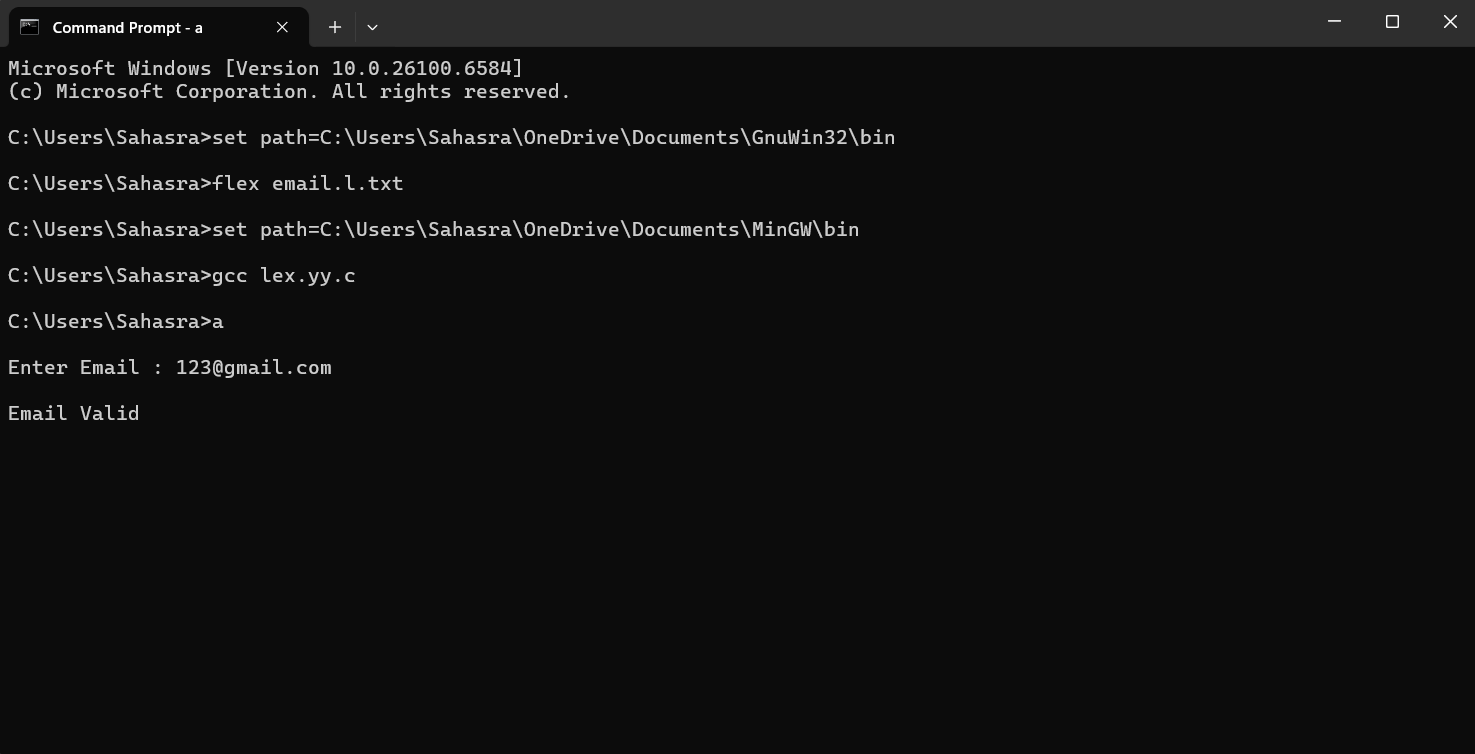 Command Prompt - a
Microsoft Windows [Version 10.0.26100.6584]
(c) Microsoft Corporation. All rights reserved.
C:\Users\Sahasra>set path=C:\Users\Sahasra\OneDrive\Documents\GnuWin32\bin
C:\Users\Sahasra>flex email.l.txt
C:\Users\Sahasra>set path=C:\Users\Sahasra\OneDrive\Documents\MinGW\bin
C:\Users\Sahasra>gcc lex.yy.c
C:\Users\Sahasra>a
Enter Email : 123@gmail.com
Email Valid